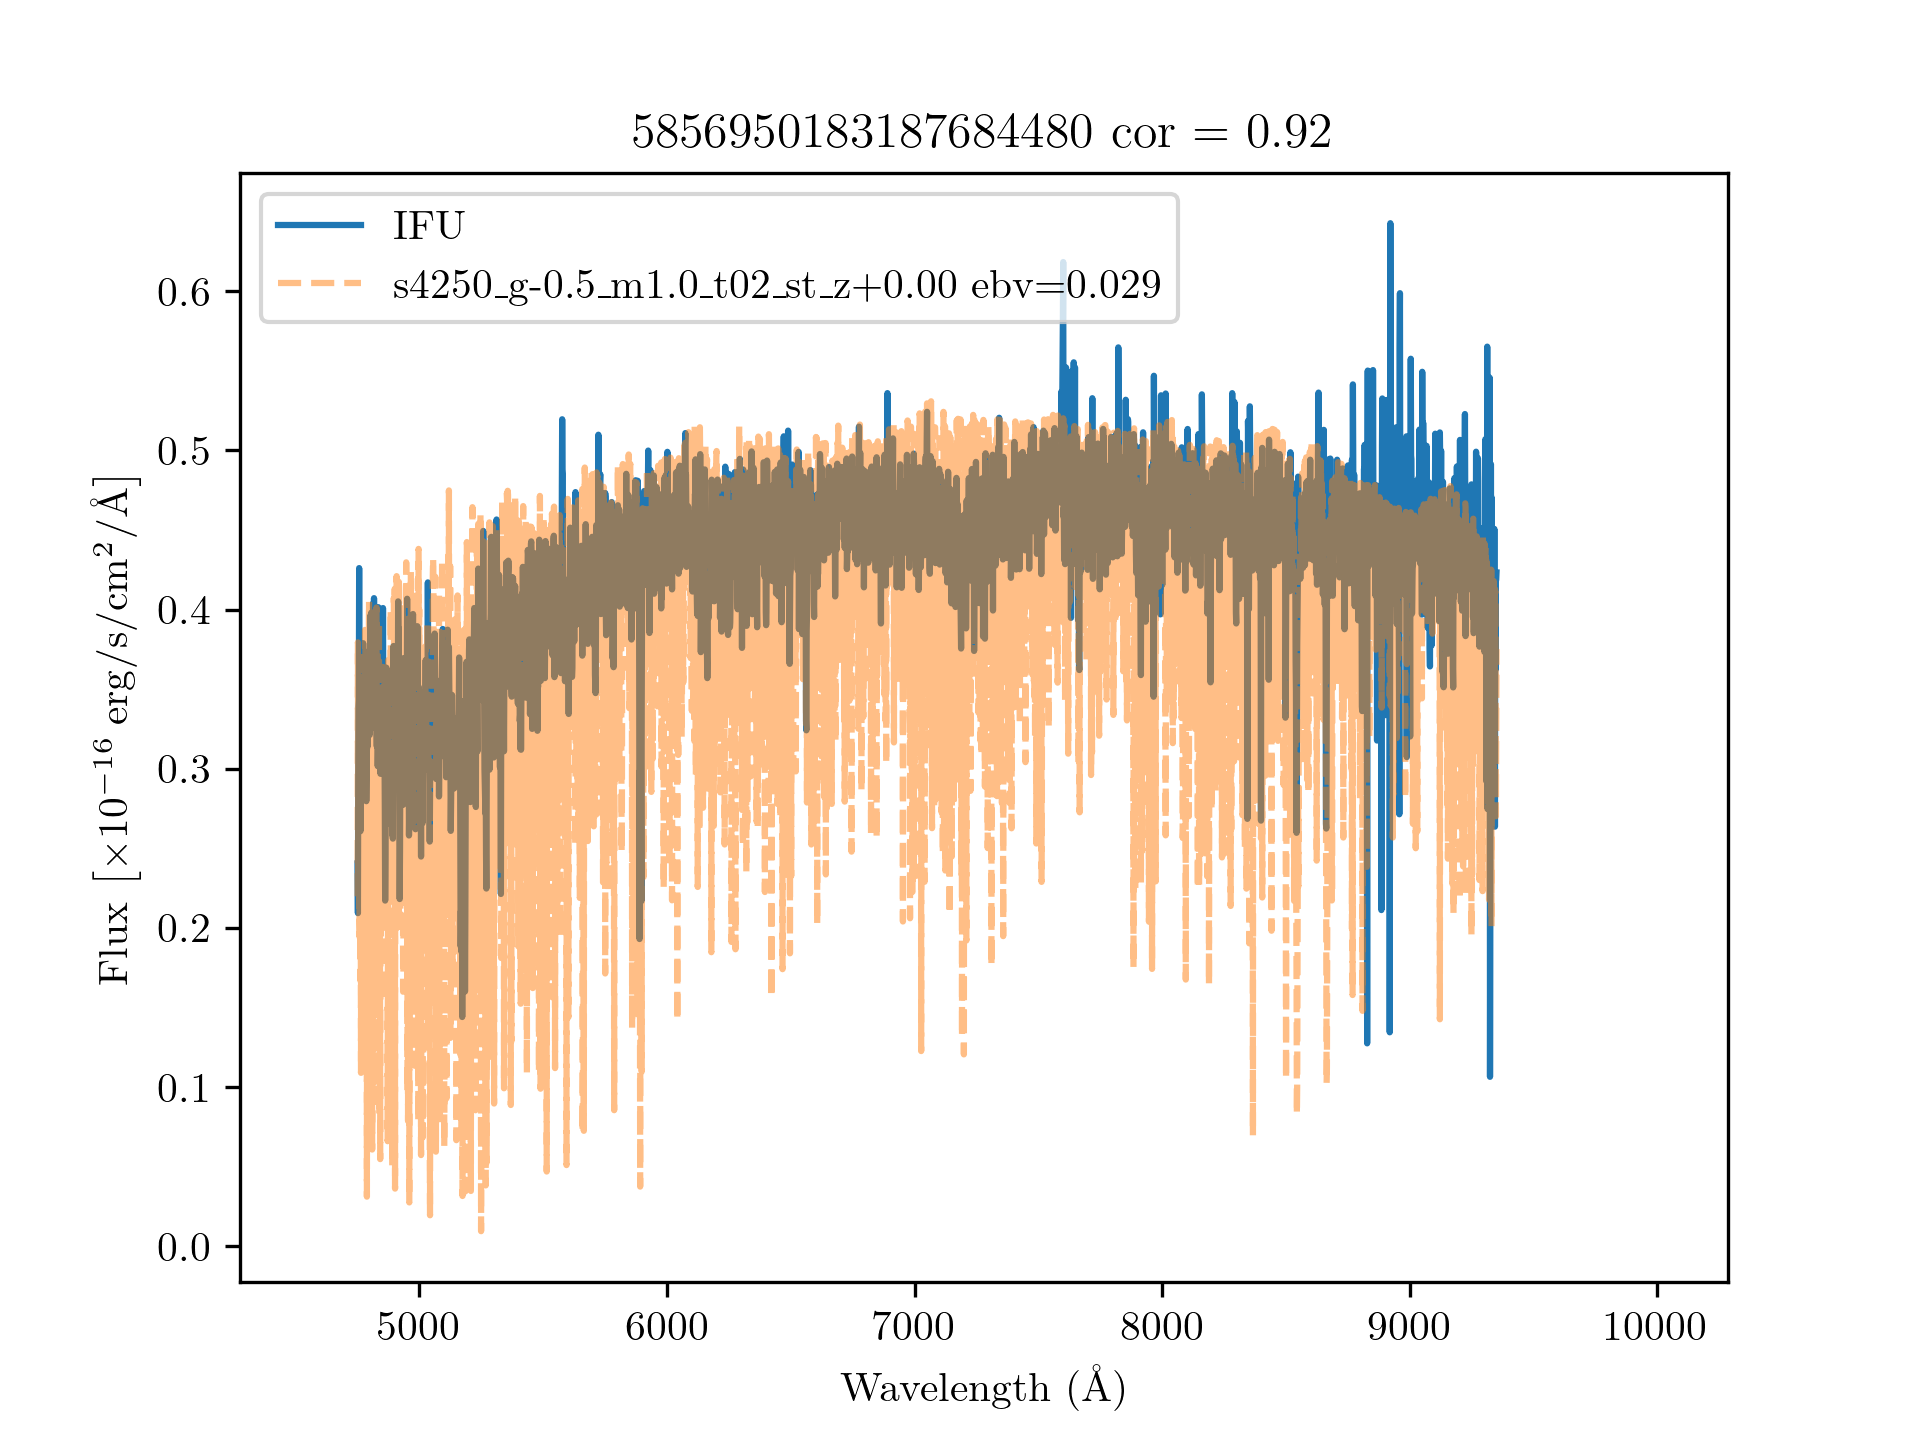 5856950183187684480 cor = 0.92
IFU
s4250_g-0.5_m1.0_t02_st_z+0.00 ebv=0.029
Flux [×10⁻¹⁶ erg/s/cm²/Å]
0.6
0.5
0.4
0.3
0.2
0.1
0.0
5000 6000 7000 8000 9000 10000
Wavelength (Å)